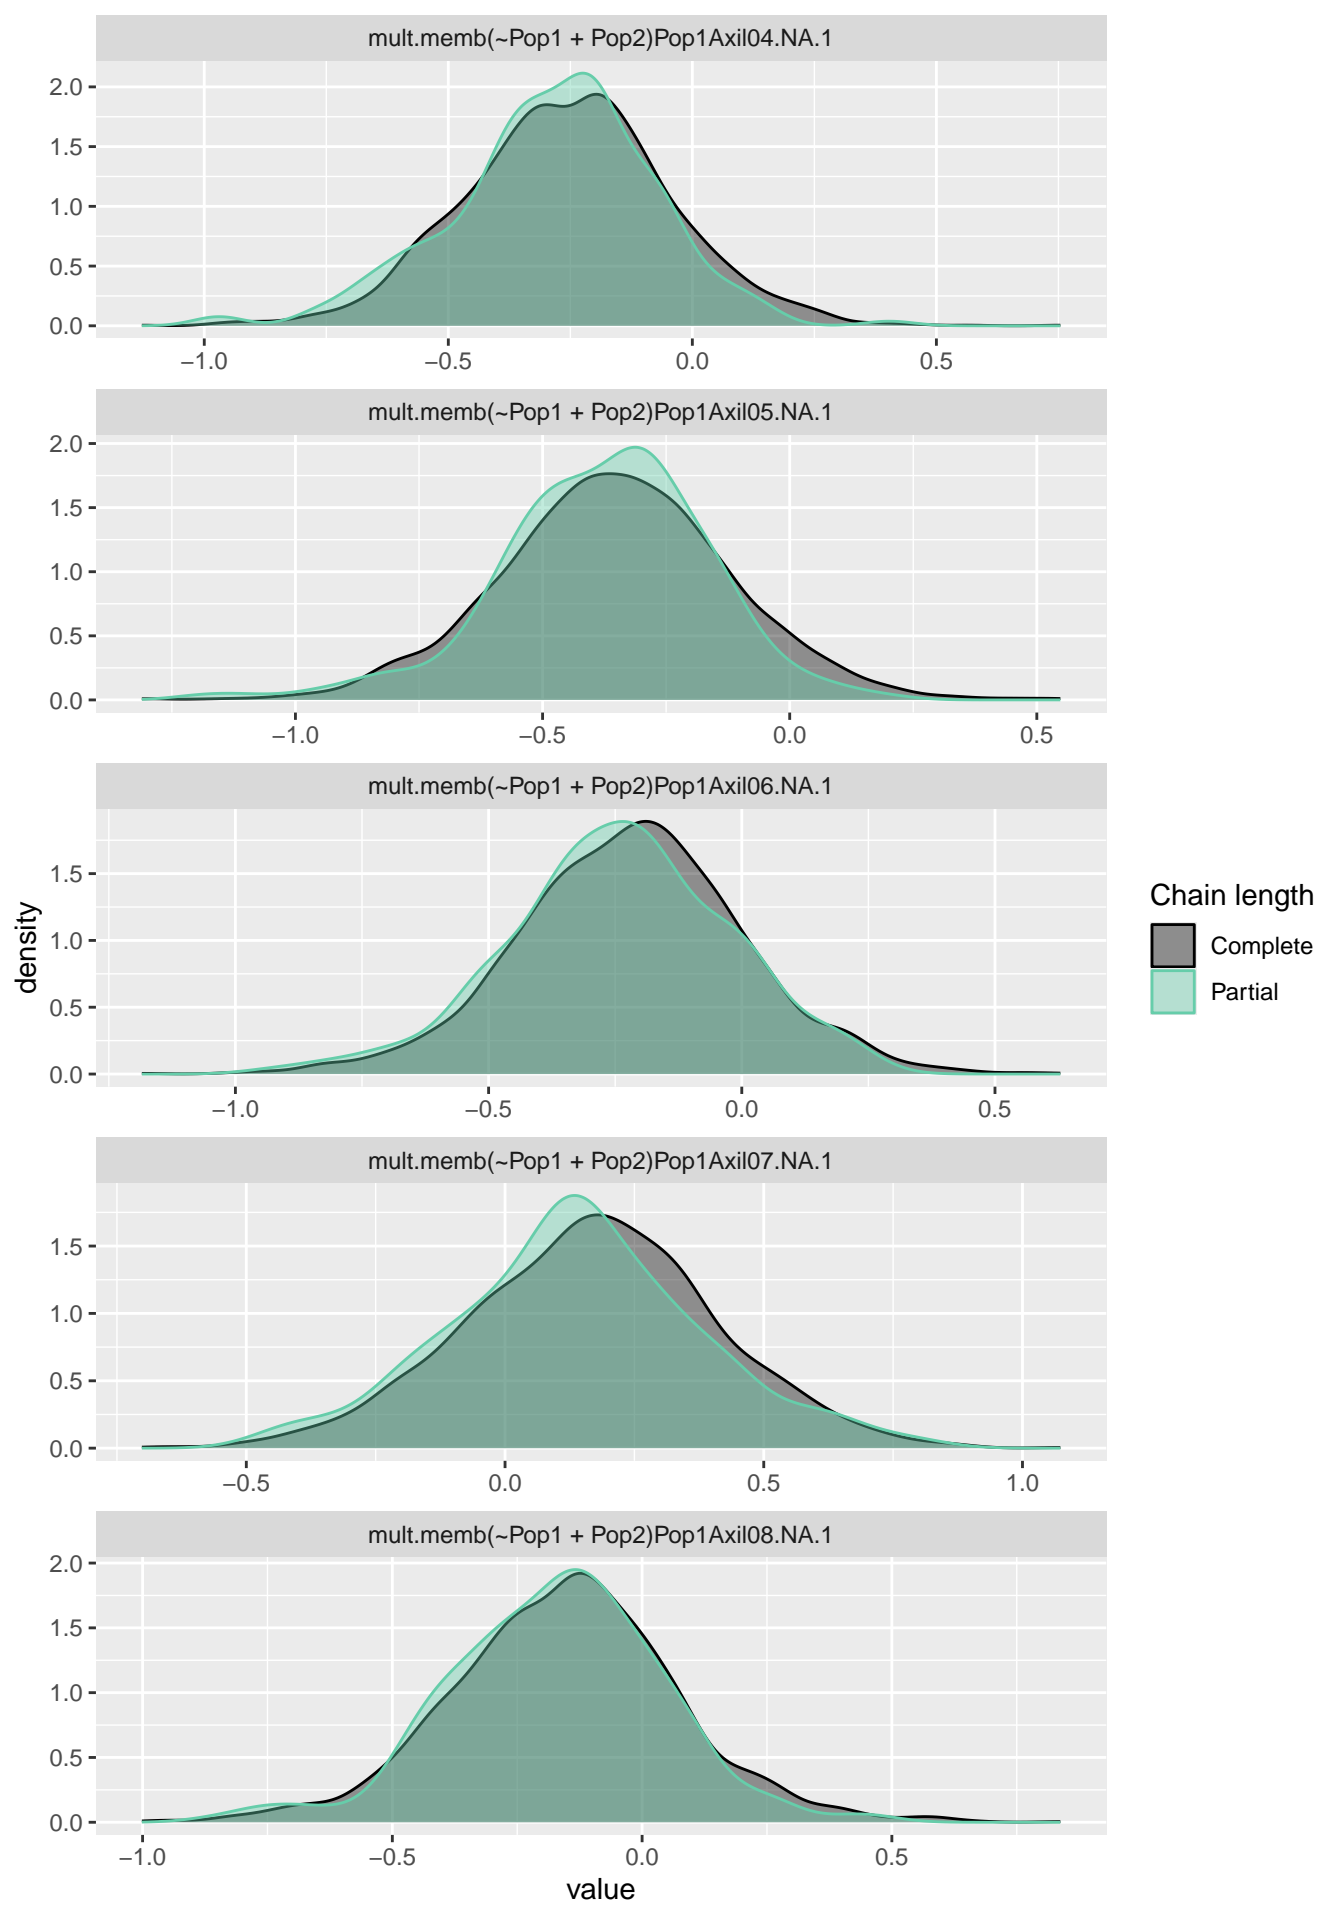 mult.memb(~Pop1 + Pop2)Pop1Axil04.NA.1
2.0
1.5
1.0
0.5
0.0
−1.0 −0.5 0.0 0.5
mult.memb(~Pop1 + Pop2)Pop1Axil05.NA.1
2.0
1.5
1.0
0.5
0.0
−1.0 −0.5 0.0 0.5
mult.memb(~Pop1 + Pop2)Pop1Axil06.NA.1
1.5
1.0
0.5
0.0
−1.0 −0.5 0.0 0.5
mult.memb(~Pop1 + Pop2)Pop1Axil07.NA.1
1.5
1.0
0.5
0.0
−0.5 0.0 0.5 1.0
mult.memb(~Pop1 + Pop2)Pop1Axil08.NA.1
2.0
1.5
1.0
0.5
0.0
−1.0 −0.5 0.0 0.5
value
density
Chain length
Complete
Partial